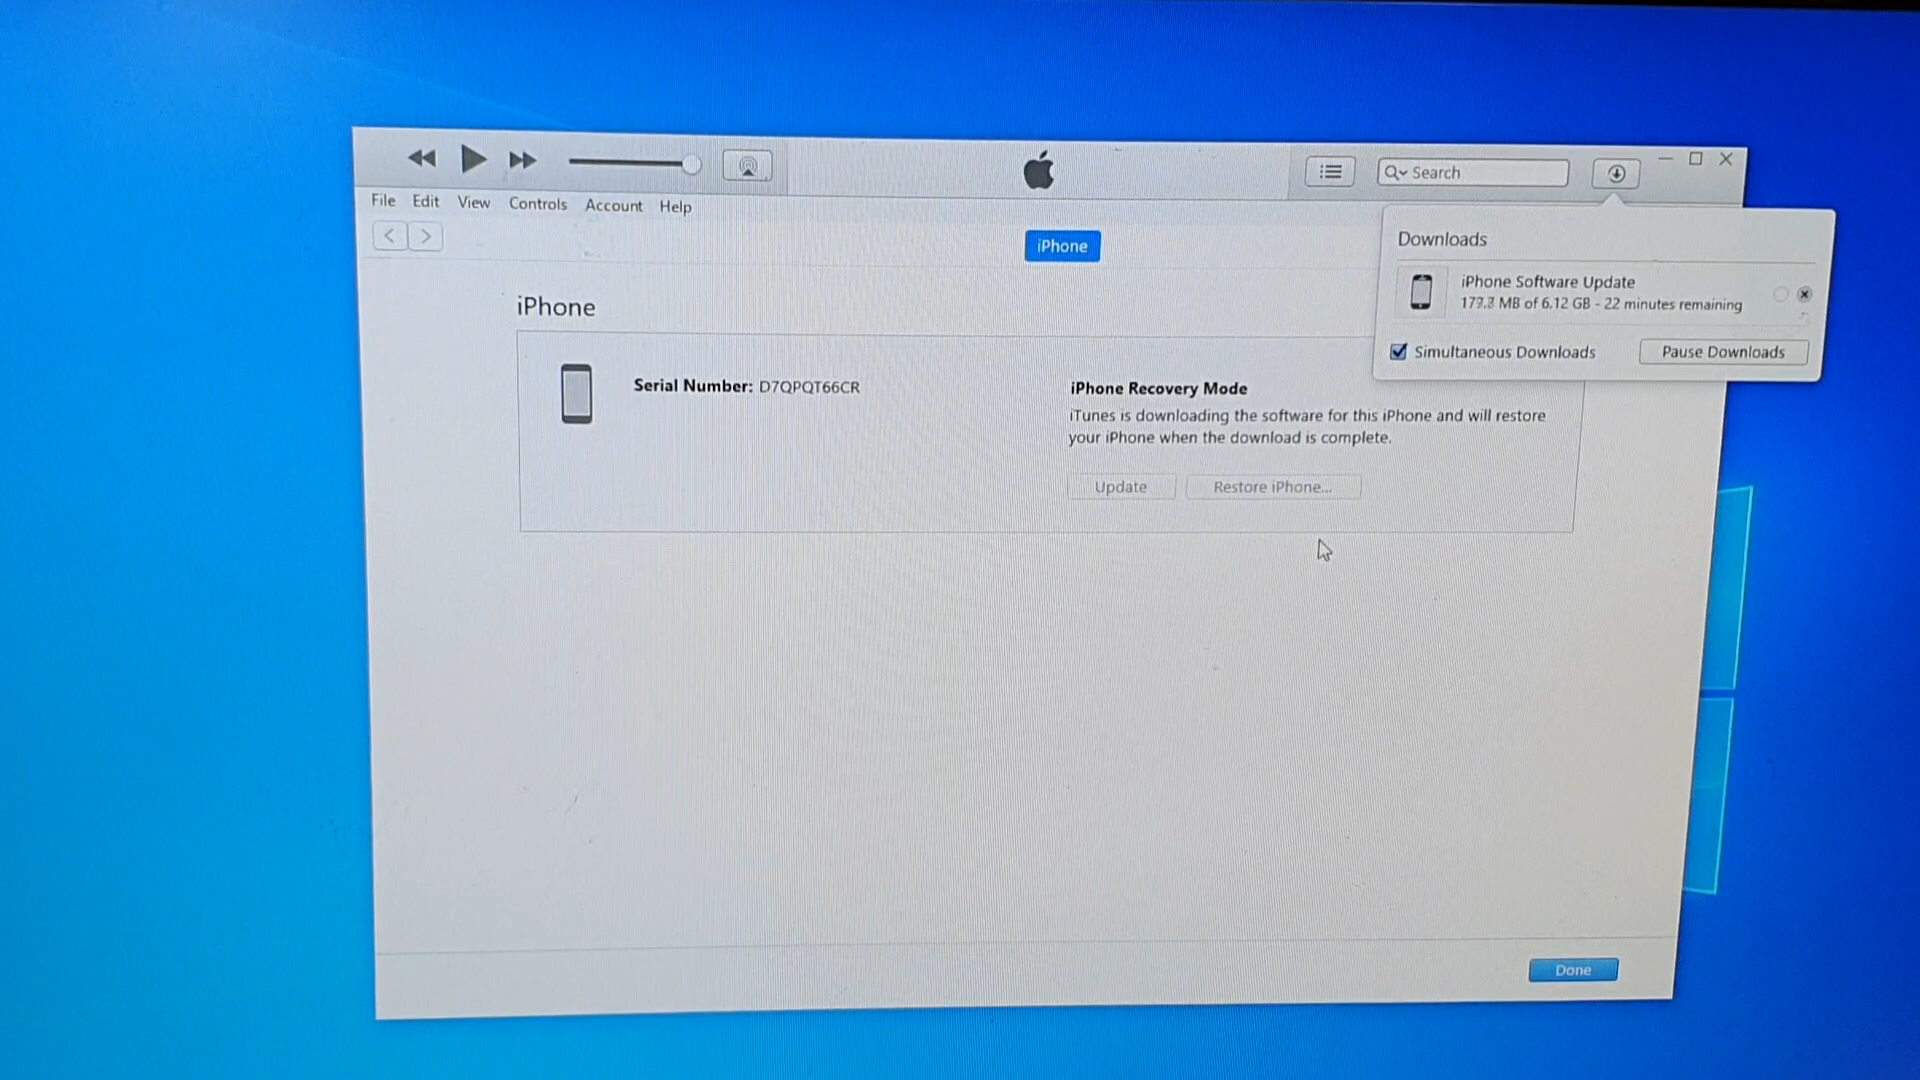 Search
File Edit View Controls Account Help
iPhone
Downloads
iPhone Software Update
MB of 6.12 GB - 22 minutes remaining
Simultaneous Downloads
Pause Downloads
iPhone
Serial Number: D7QPQT66CR
iPhone Recovery Mode
iTunes is downloading the software for this iPhone and will restore
your iPhone when the download is complete.
Update
Restore iPhone...
Done